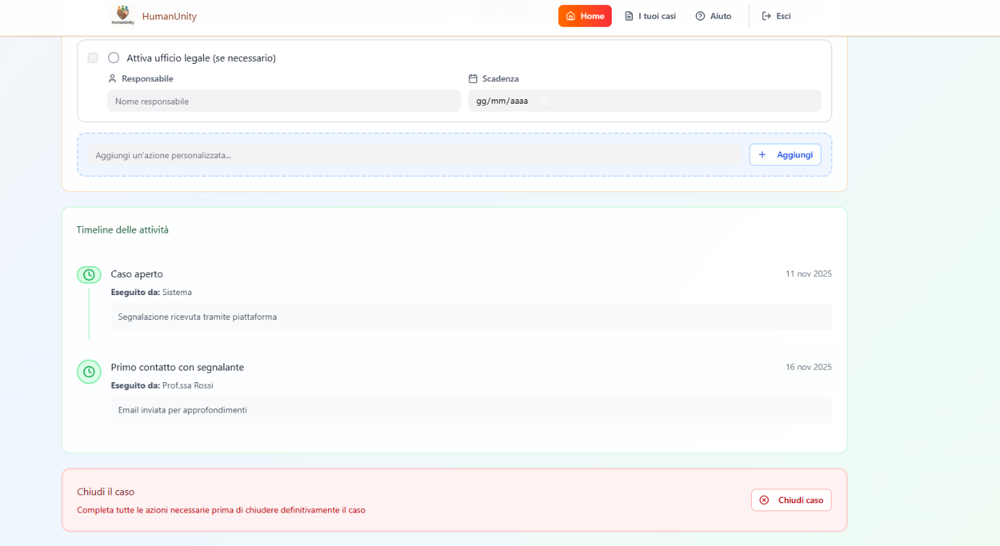 HumanUnity
HumanUnity
Home
I tuoi casi
Aiuto
Esci
Attiva ufficio legale (se necessario)
Responsabile
Scadenza
Nome responsabile
gg/mm/aaaa
Aggiungi un'azione personalizzata...
Aggiungi
Timeline delle attività
Caso aperto
11 nov 2025
Eseguito da: Sistema
Segnalazione ricevuta tramite piattaforma
Primo contatto con segnalante
16 nov 2025
Eseguito da: Prof.ssa Rossi
Email inviata per approfondimenti
Chiudi il caso
Completa tutte le azioni necessarie prima di chiudere definitivamente il caso
Chiudi caso